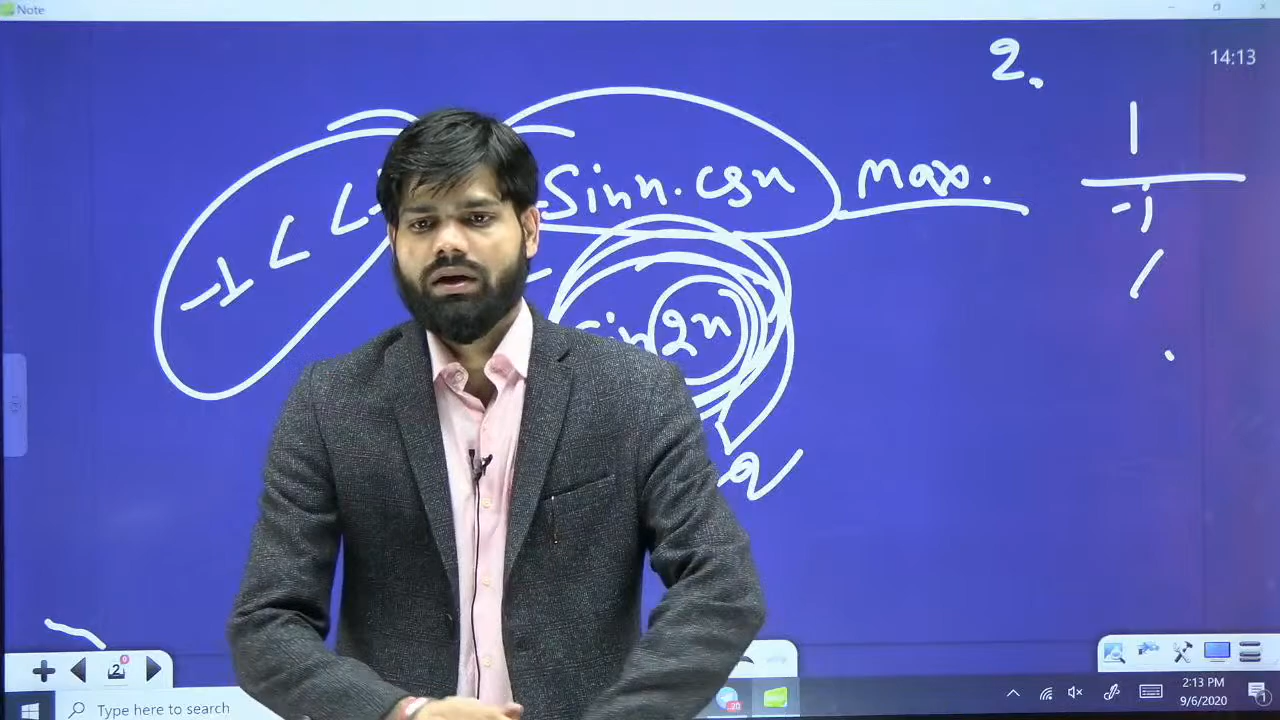 Note
14:13
2.
1
-1 < <
Sinx.cosx max.
-1
Sin2x
2
2:13 PM
Type here to search
9/6/2020